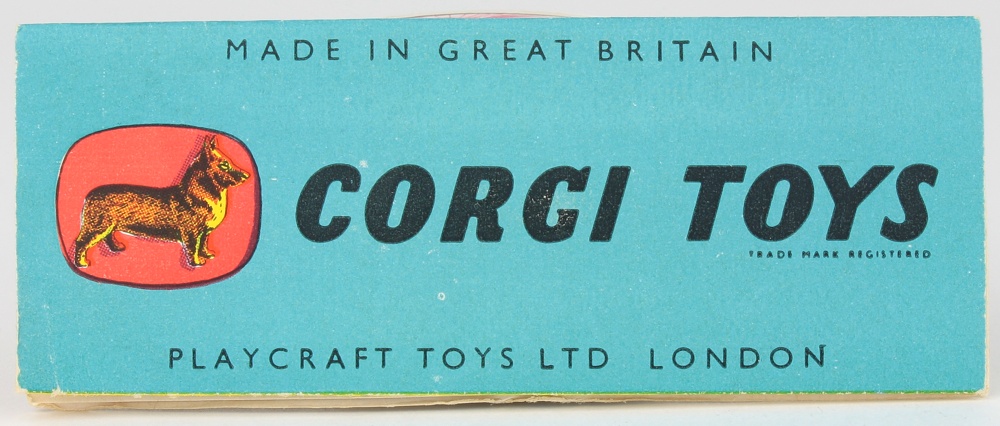 MADE IN GREAT BRITAIN
CORGI TOYS
TRADE MARK REGISTERED
PLAYCRAFT TOYS LTD LONDON